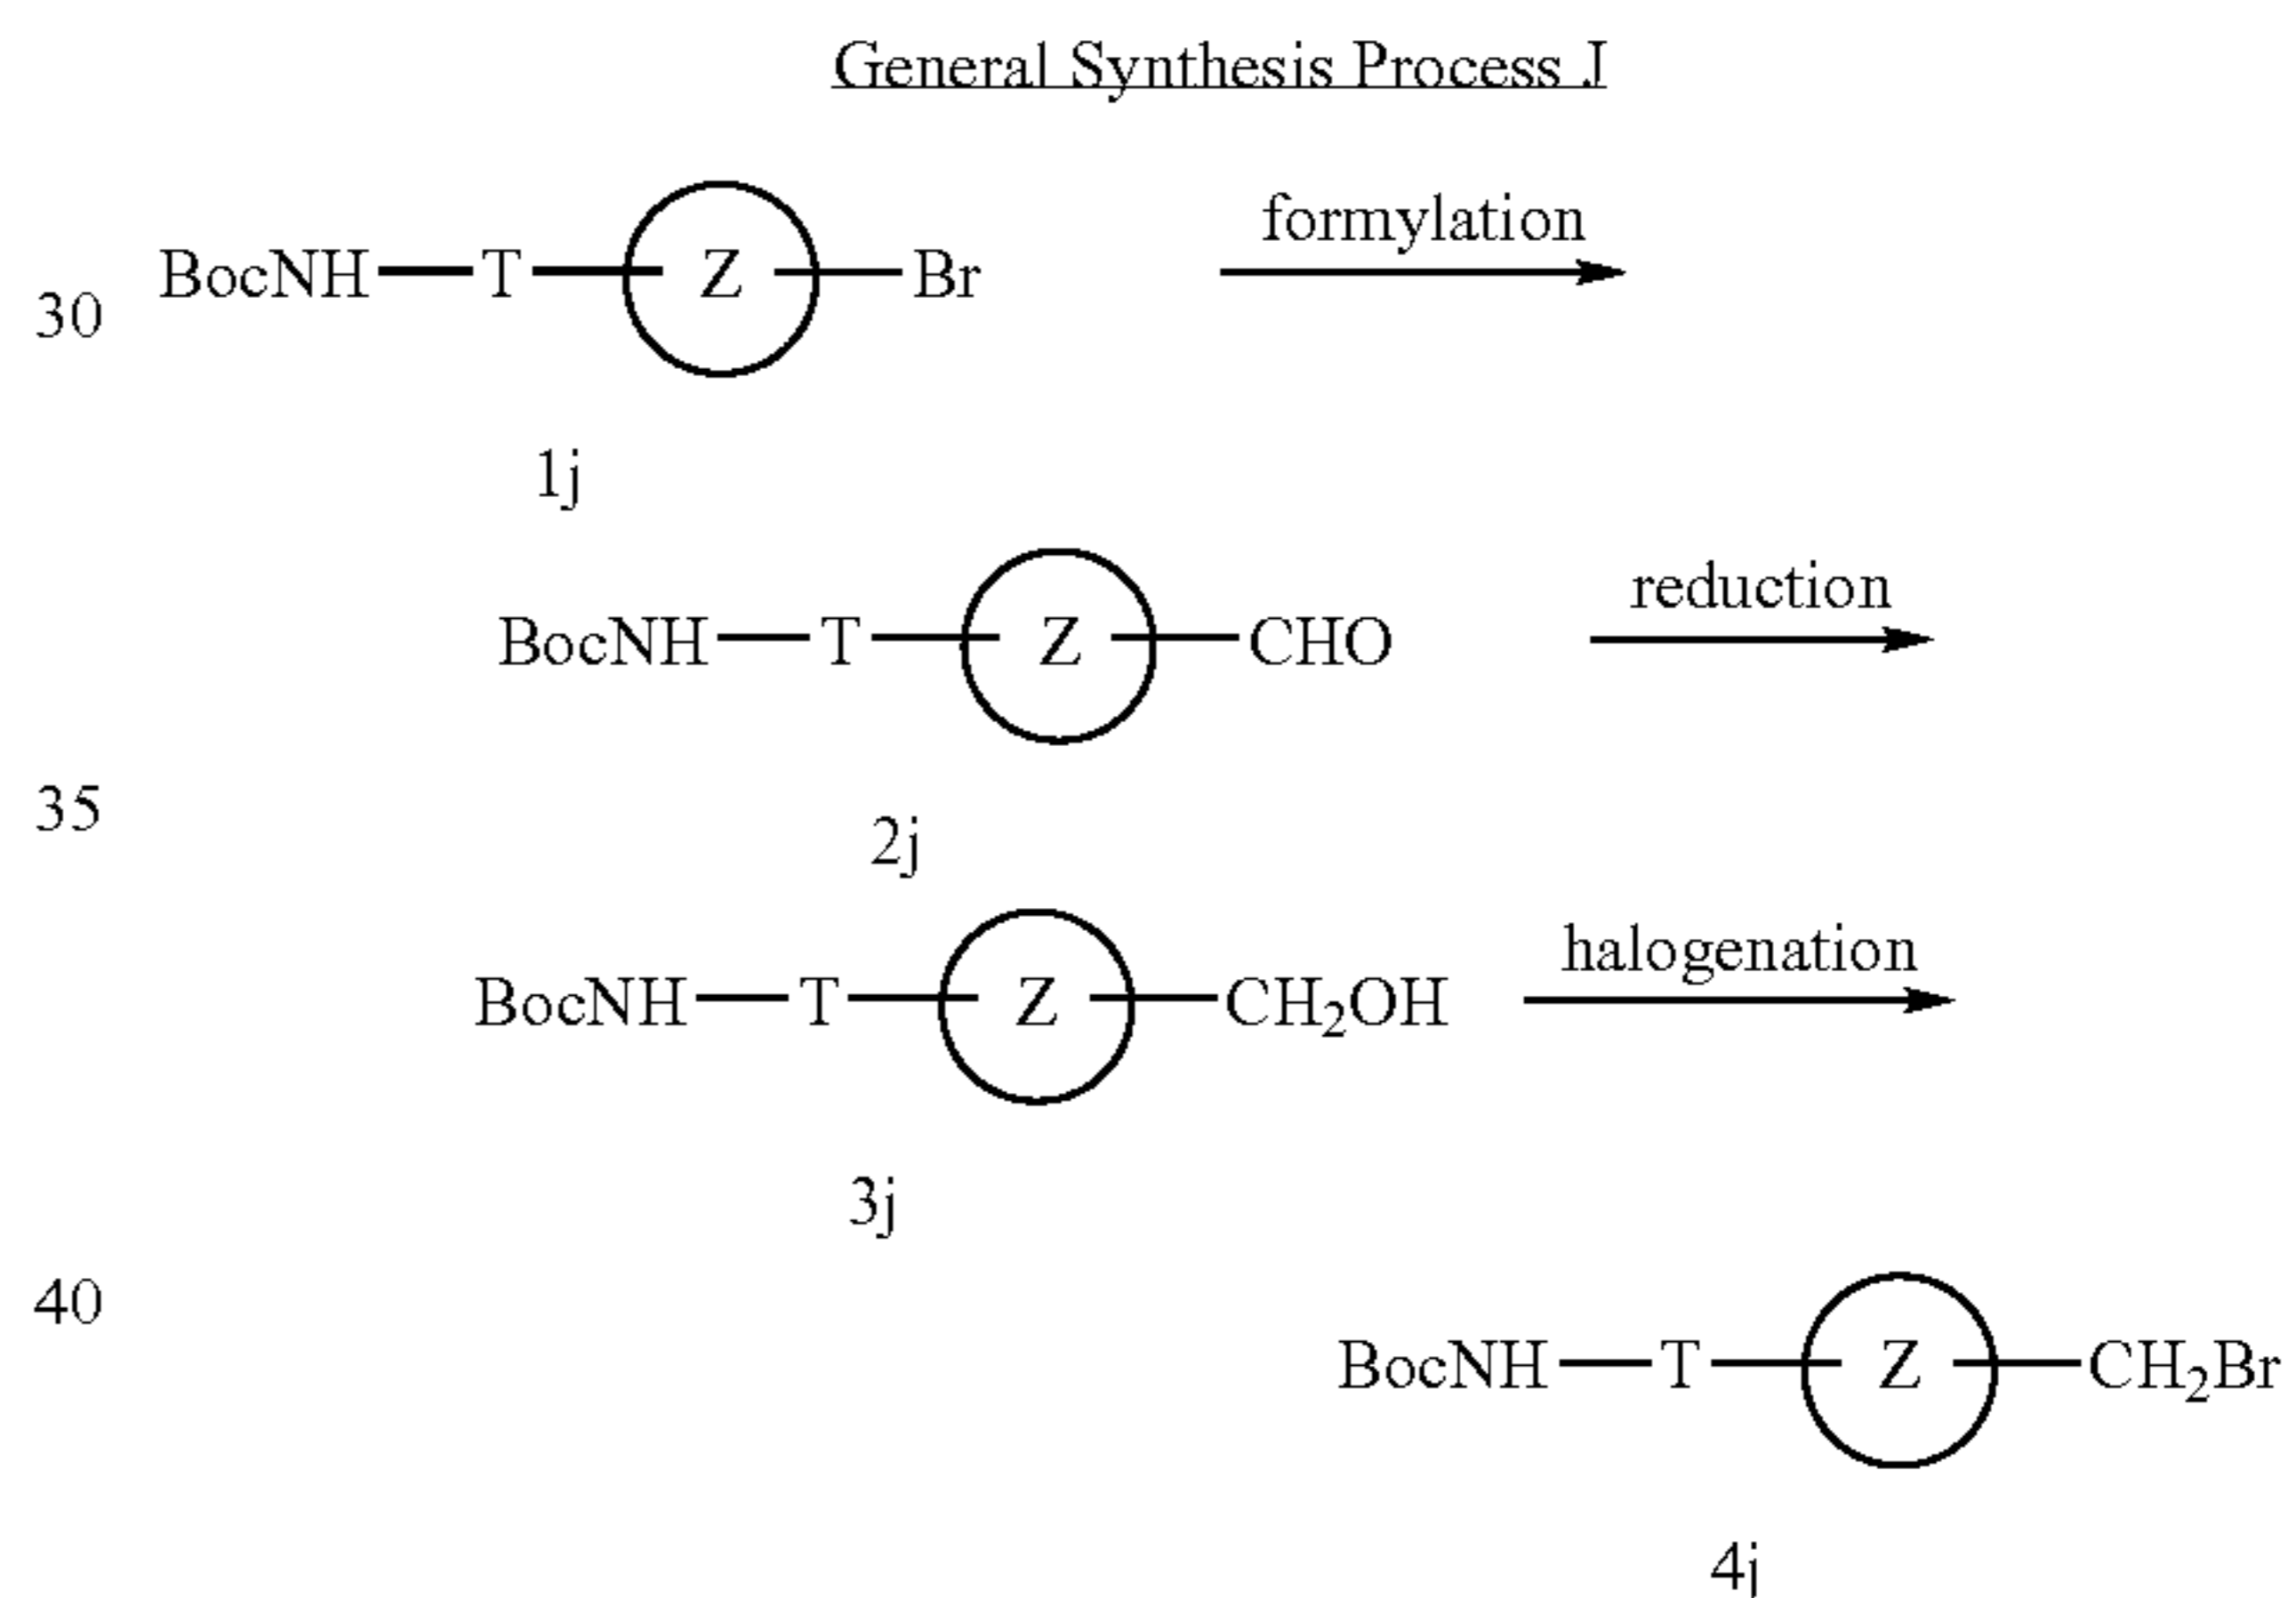 General Synthesis Process J
BocNH—T—Z—Br formylation
30
1j
BocNH—T—Z—CHO reduction
35
2j
BocNH—T—Z—CH₂OH halogenation
3j
40
BocNH—T—Z—CH₂Br
4j